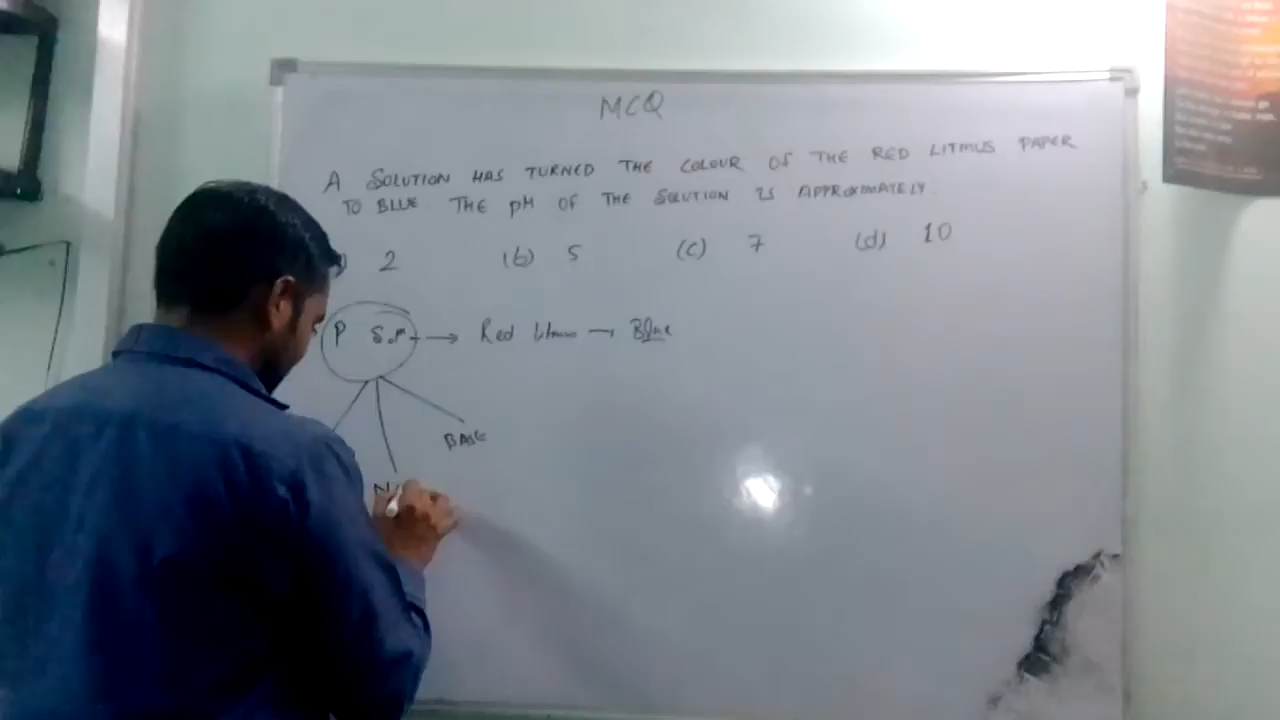 MCQ
A SOLUTION HAS TURNED THE COLOUR OF THE RED LITMUS PAPER
TO BLUE THE pH OF THE SOLUTION IS APPROXIMATELY.
2 (b) 5 (c) 7 (d) 10
P Sol → Red litmus → Blue
BASE
N